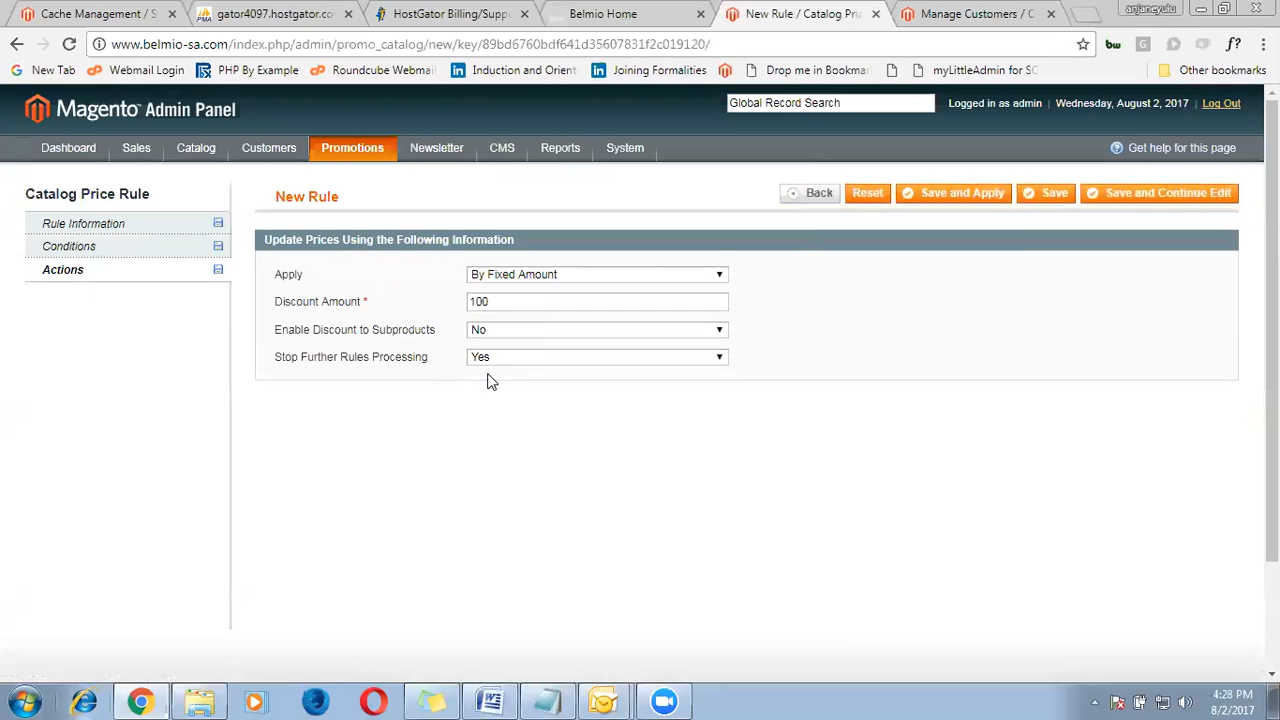 Cache Management / S
gator4097.hostgator.co
HostGator Billing/Suppo
Belmio Home
New Rule / Catalog Pric
Manage Customers / C
anjaneyulu
www.belmio-sa.com/index.php/admin/promo_catalog/new/key/89bd6760bdf641d35607831f2c019120/
New Tab
Webmail Login
PHP By Example
Roundcube Webmail
Induction and Orient
Joining Formalities
Drop me in Bookmar
myLittleAdmin for SQ
Other bookmarks
Magento Admin Panel
Global Record Search
Logged in as admin | Wednesday, August 2, 2017 | Log Out
Dashboard
Sales
Catalog
Customers
Promotions
Newsletter
CMS
Reports
System
Get help for this page
Catalog Price Rule
Rule Information
Conditions
Actions
New Rule
Back
Reset
Save and Apply
Save
Save and Continue Edit
Update Prices Using the Following Information
Apply
By Fixed Amount
Discount Amount *
100
Enable Discount to Subproducts
No
Stop Further Rules Processing
Yes
4:28 PM
8/2/2017